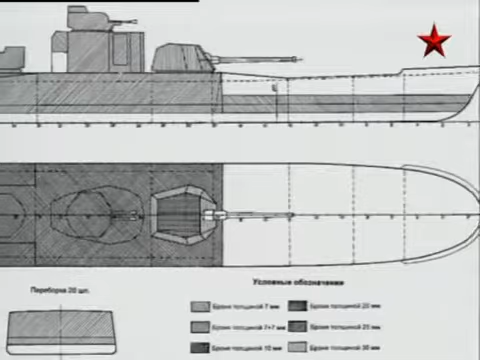 Переборка 20 шп.
Условные обозначения
Броня толщиной 7 мм
Броня толщиной 20 мм
Броня толщиной 7+7 мм
Броня толщиной 25 мм
Броня толщиной 10 мм
Броня толщиной 30 мм